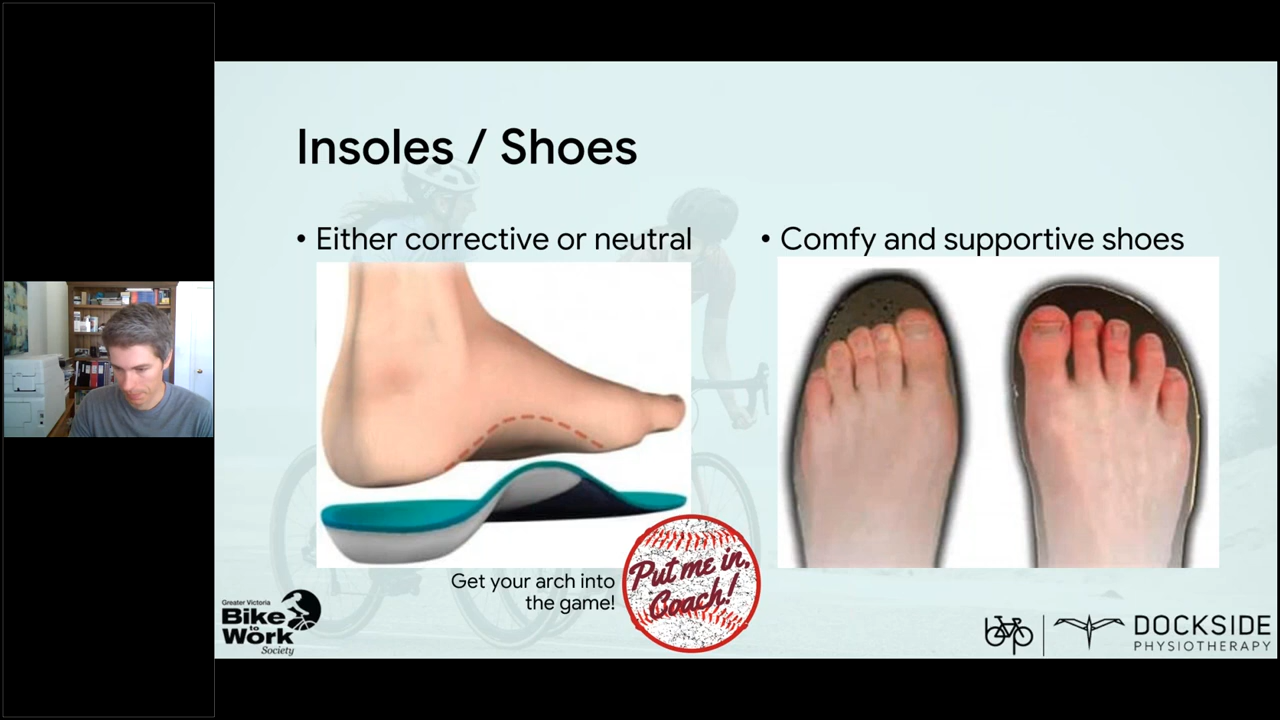 Insoles / Shoes
• Either corrective or neutral
• Comfy and supportive shoes
Get your arch into
the game!
Put me in,
Coach!
Greater Victoria
Bike
to
Work
Society
DOCKSIDE
PHYSIOTHERAPY